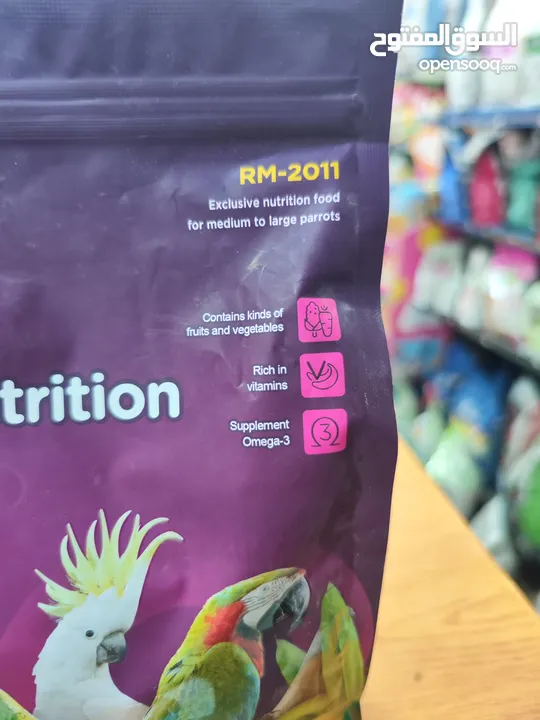 السوق المفتوح
opensooq.com
RM-2011
Exclusive nutrition food
for medium to large parrots
Contains kinds of
fruits and vegetables
Rich in
vitamins
trition
Supplement
Omega-3
3